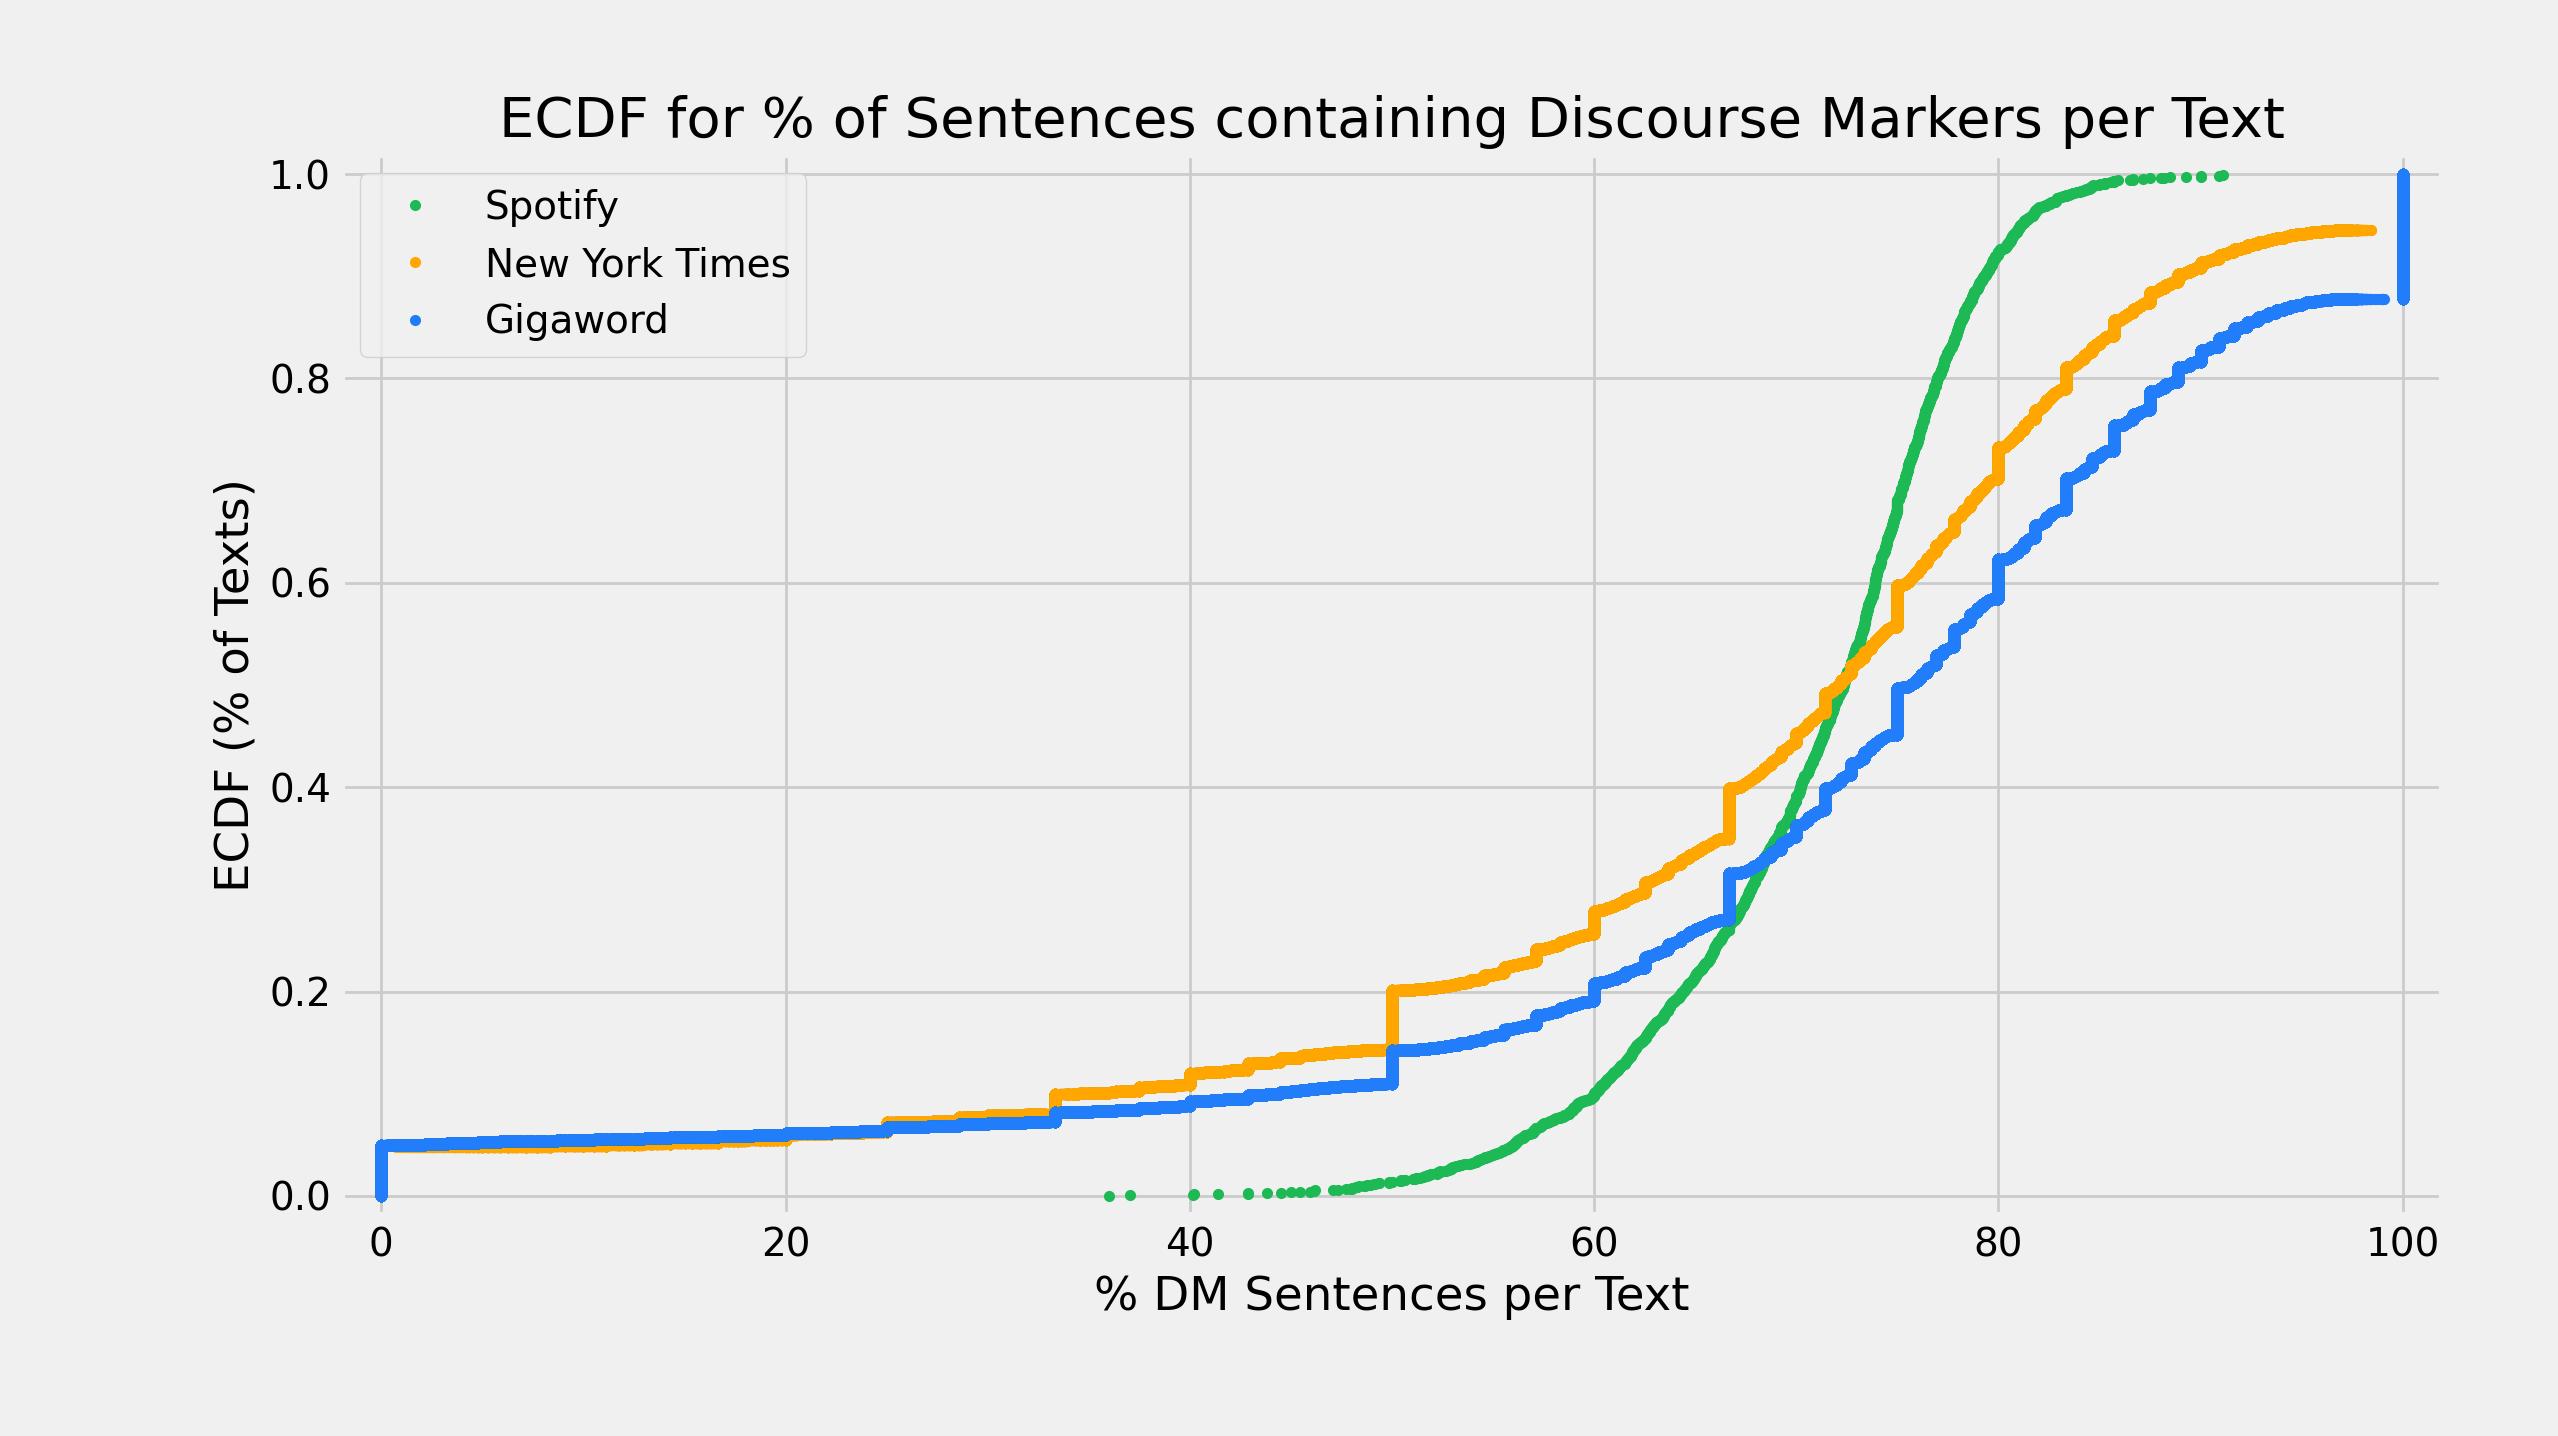 ECDF for % of Sentences containing Discourse Markers per Text
Spotify
New York Times
Gigaword
ECDF (% of Texts)
1.0
0.8
0.6
0.4
0.2
0.0
0 20 40 60 80 100
% DM Sentences per Text